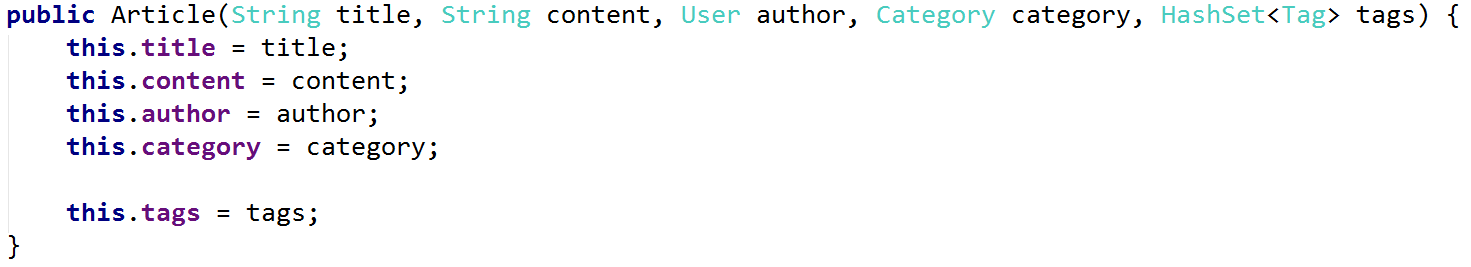 public Article(String title, String content, User author, Category category, HashSet<Tag> tags) {
    this.title = title;
    this.content = content;
    this.author = author;
    this.category = category;

    this.tags = tags;
}